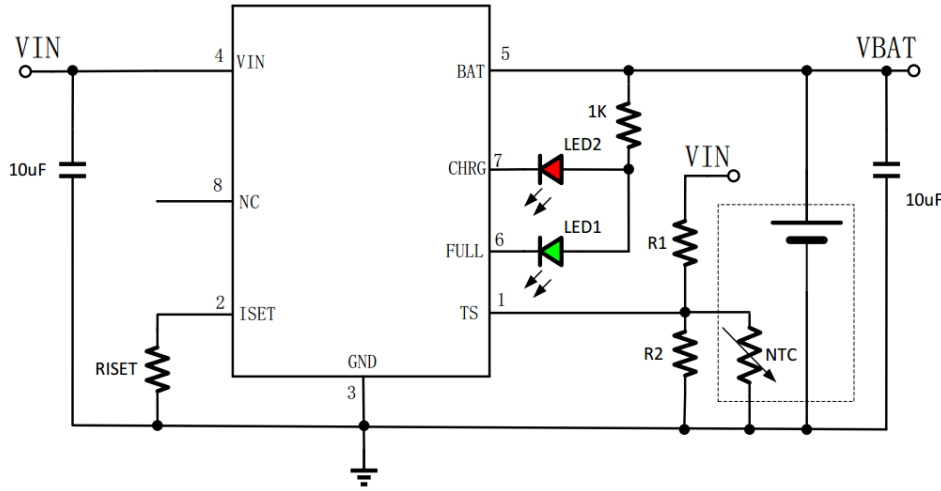 VIN
4
VIN
5
BAT
VBAT
1K
LED2
VIN
10uF
7
CHRG
10uF
8
NC
LED1
6
FULL
R1
2
ISET
1
TS
R2
NTC
GND
RISET
3